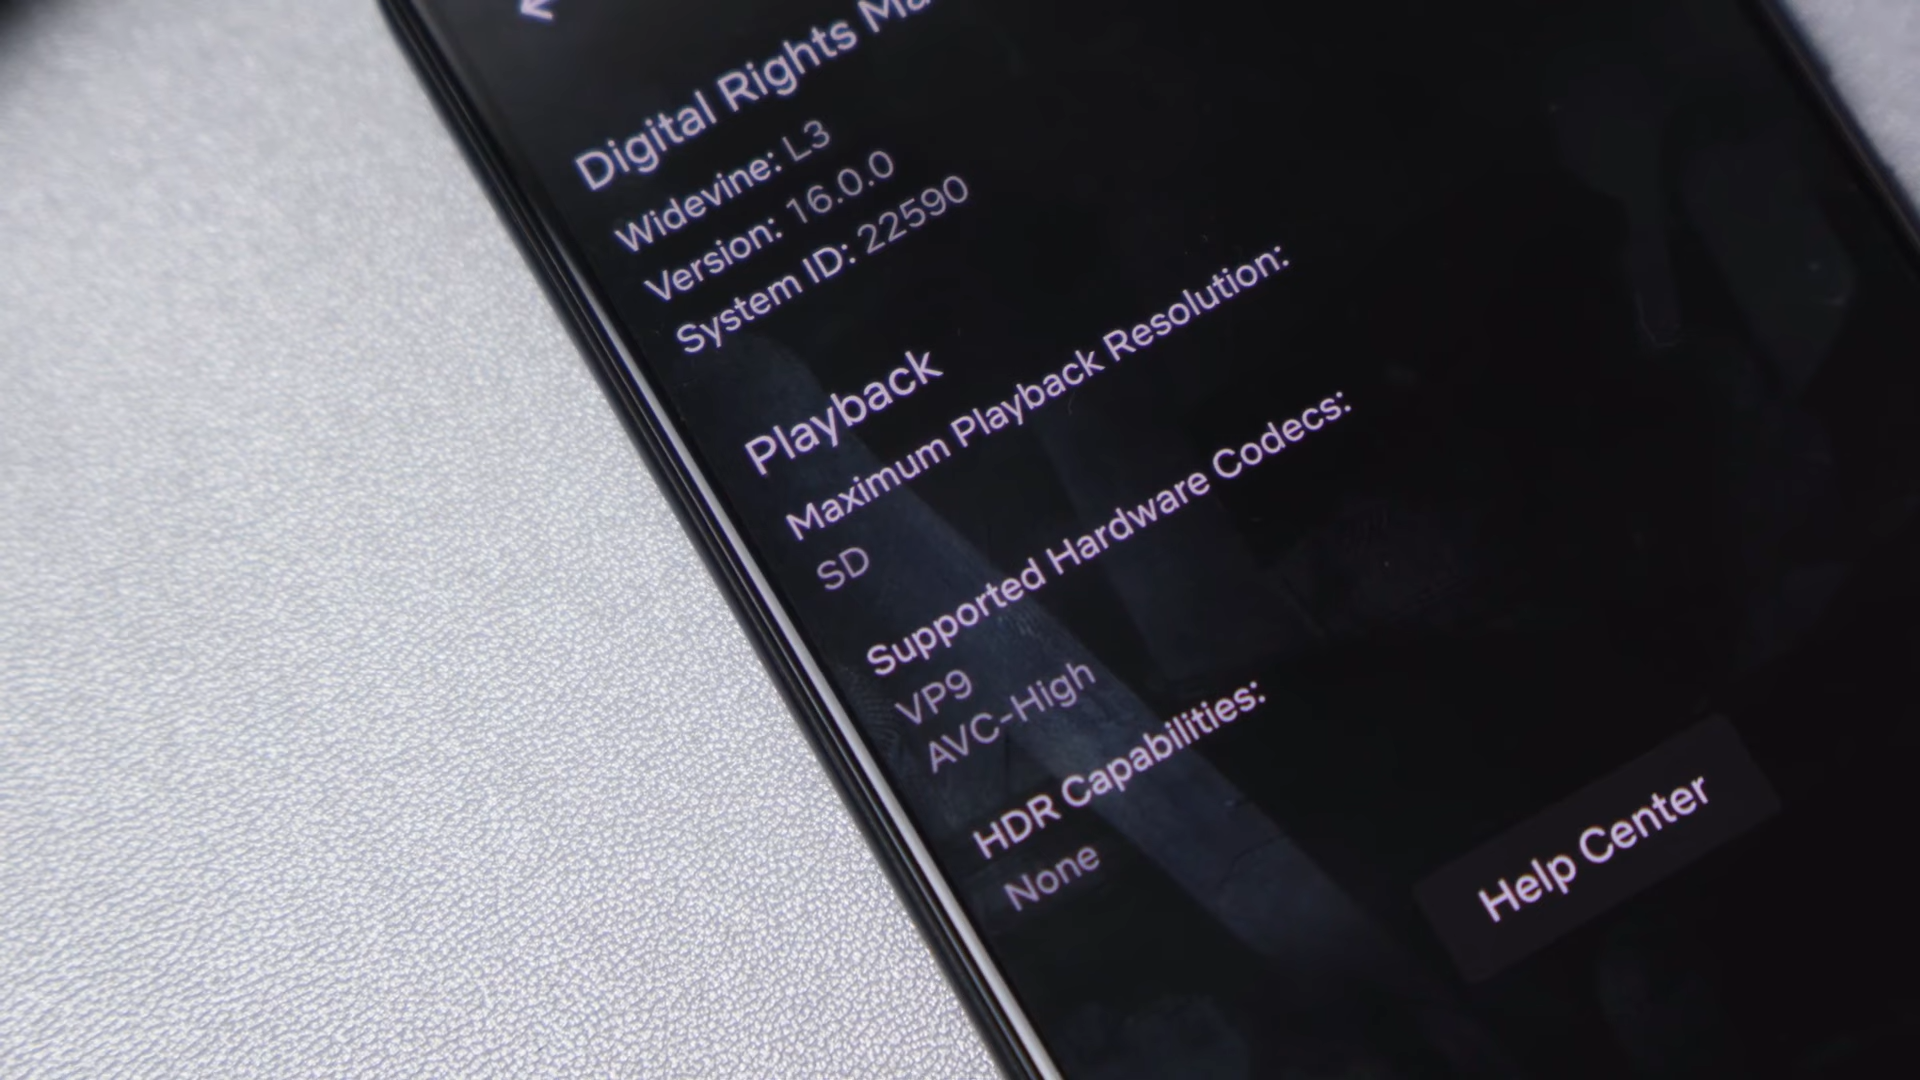 Digital Rights
Widevine: L3
Version: 16.0.0
System ID: 22590
Playback
Maximum Playback Resolution:
SD
Supported Hardware Codecs:
VP9
AVC-High
HDR Capabilities:
None
Help Center